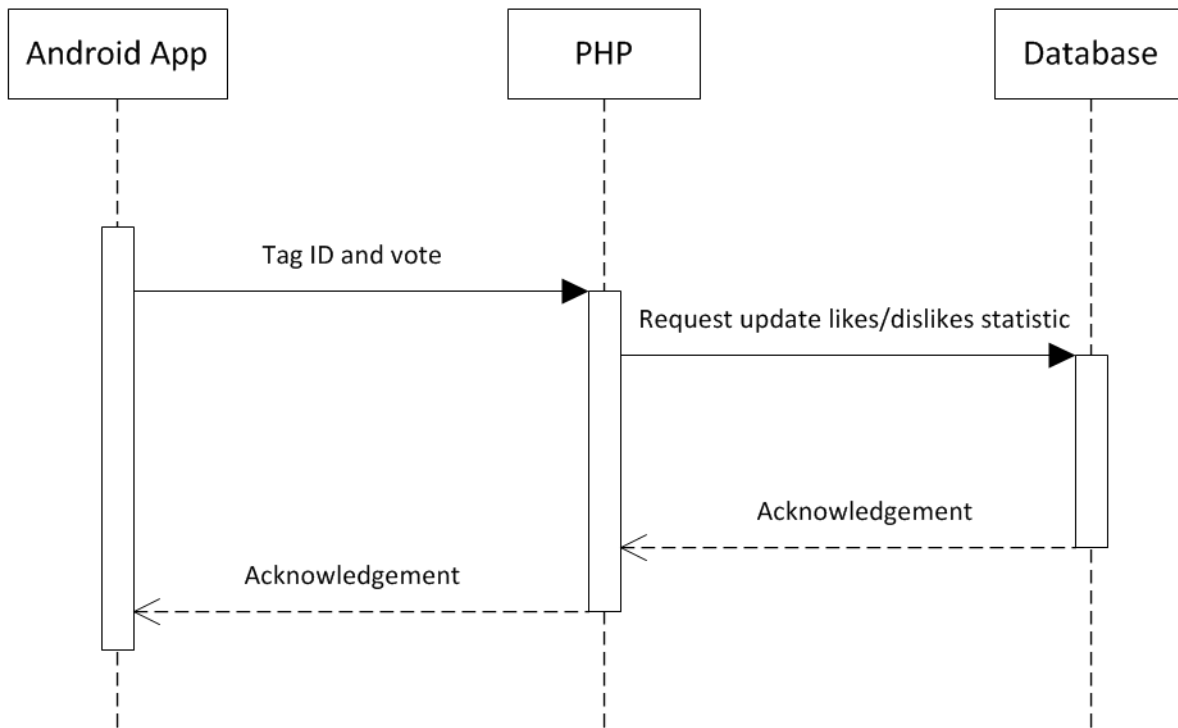 Android App
PHP
Database
Tag ID and vote
Request update likes/dislikes statistic
Acknowledgement
Acknowledgement